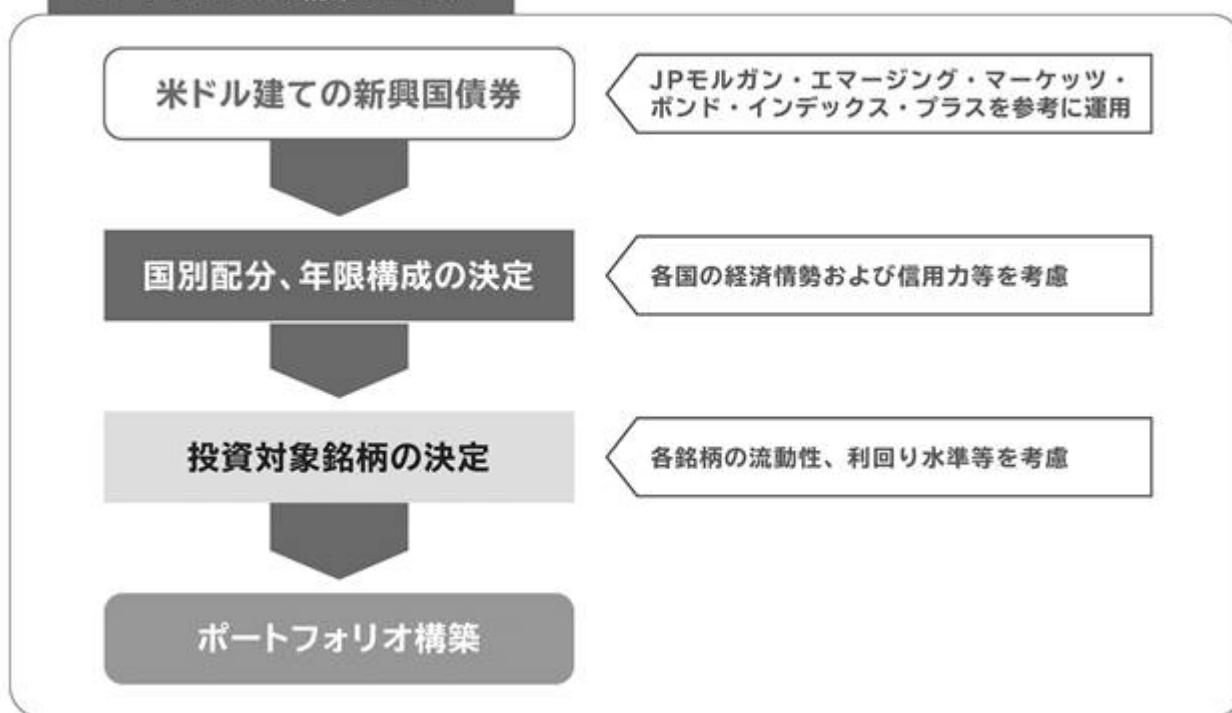 米ドル建ての新興国債券
JPモルガン・エマージング・マーケッツ・
ボンド・インデックス・プラスを参考に運用
国別配分、年限構成の決定
各国の経済情勢および信用力等を考慮
投資対象銘柄の決定
各銘柄の流動性、利回り水準等を考慮
ポートフォリオ構築